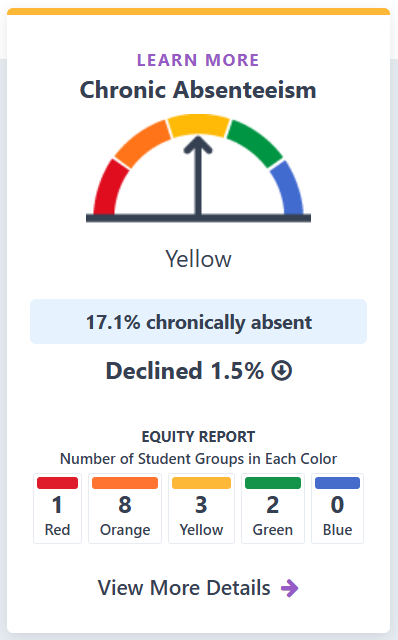 LEARN MORE
Chronic Absenteeism
Yellow
17.1% chronically absent
Declined 1.5%
EQUITY REPORT
Number of Student Groups in Each Color
1 8 3 2 0
Red Orange Yellow Green Blue
View More Details